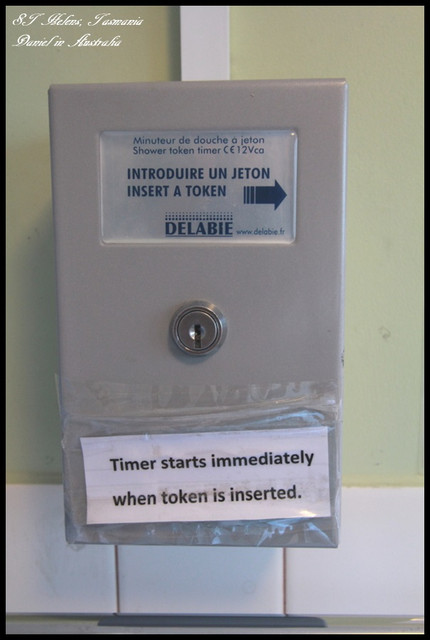 ST Helens, Tasmania
Daniel in Australia
Minuteur de douche à jeton
Shower token timer C€12Vca
INTRODUIRE UN JETON
INSERT A TOKEN
DELABIE www.delabie.fr
Timer starts immediately
when token is inserted.